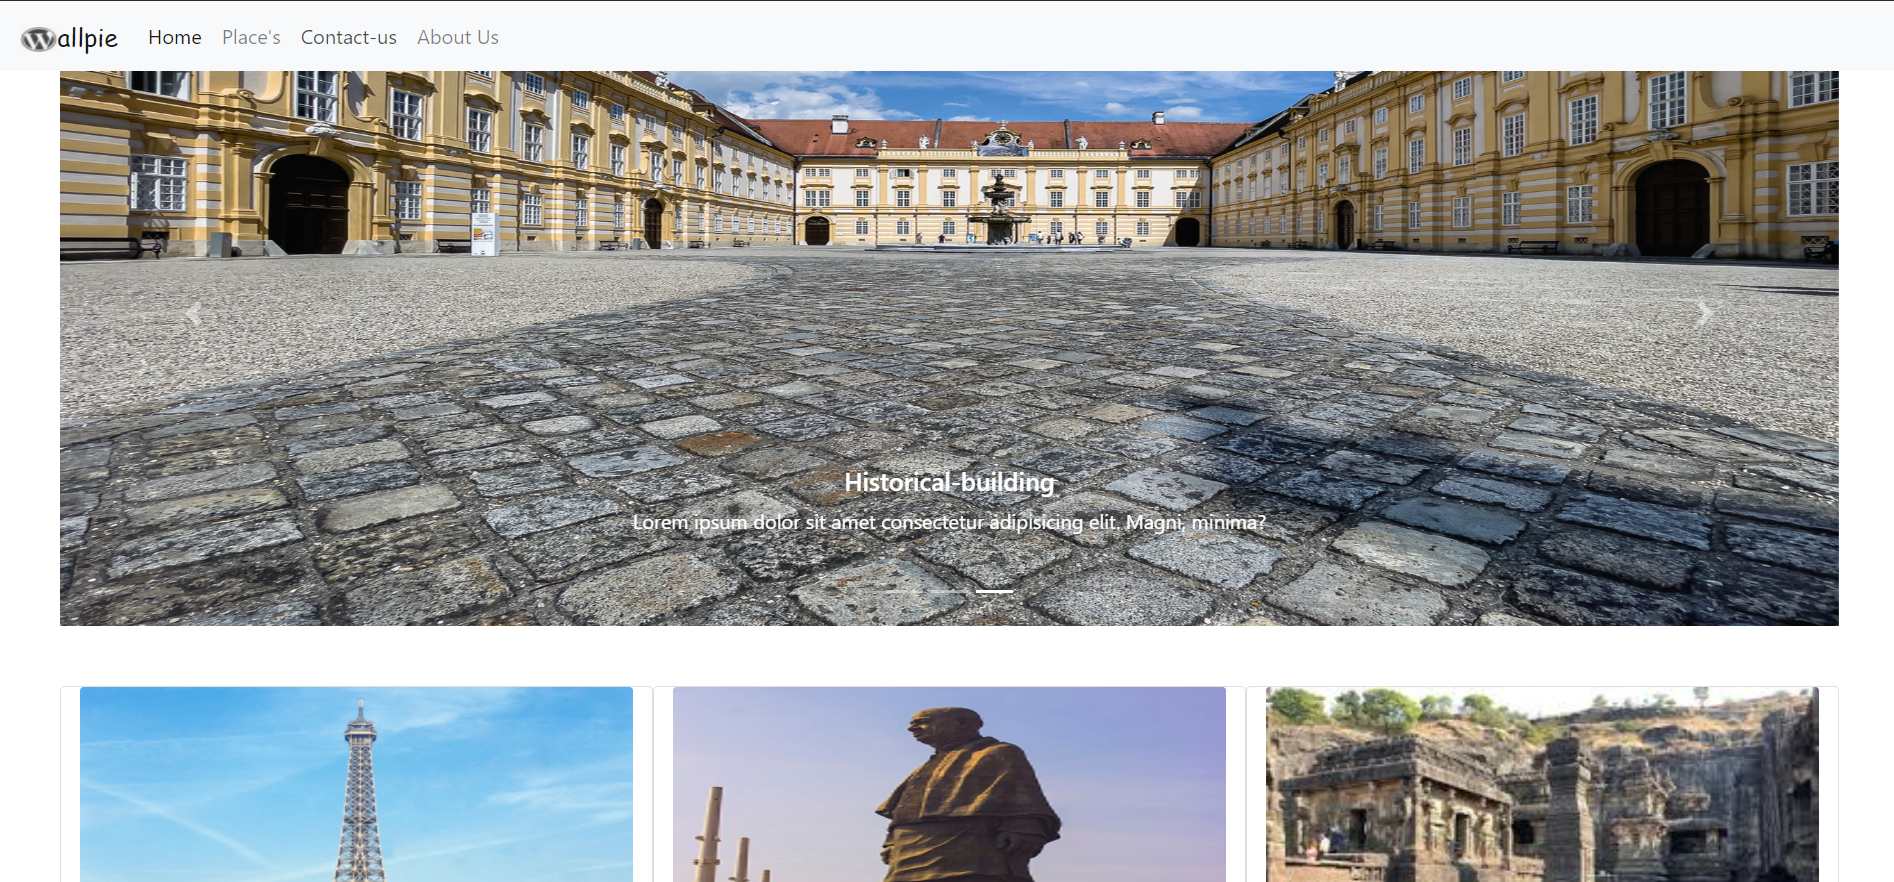 Wallpie Home Place's Contact-us About Us
Historical-building
Lorem ipsum dolor sit amet consectetur adipisicing elit. Magni, minima?